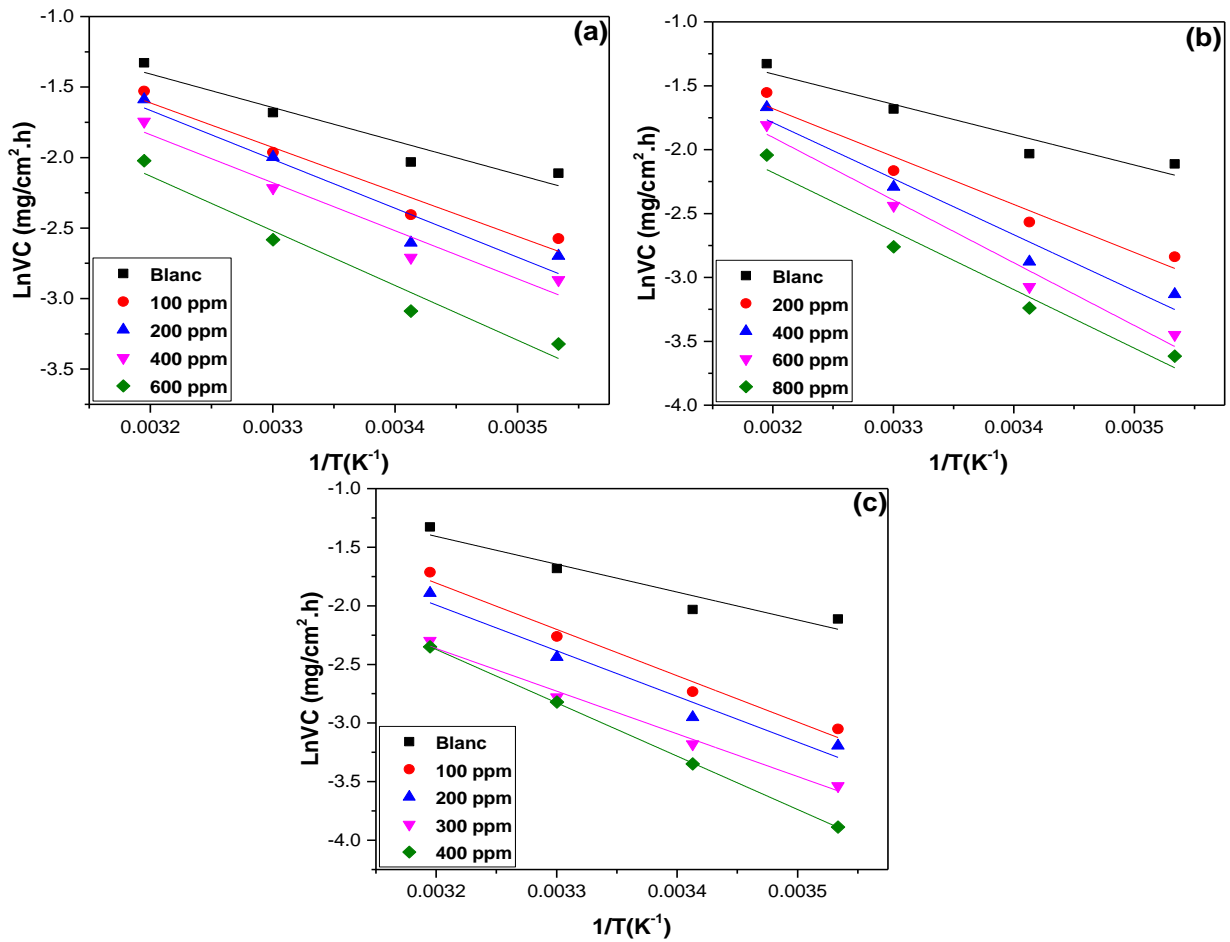 (a)
-1.0
-1.5
-2.0
-2.5
-3.0
-3.5
LnVC (mg/cm².h)
Blanc
100 ppm
200 ppm
400 ppm
600 ppm
0.0032 0.0033 0.0034 0.0035
1/T(K⁻¹)
(b)
-1.0
-1.5
-2.0
-2.5
-3.0
-3.5
-4.0
LnVC (mg/cm².h)
Blanc
200 ppm
400 ppm
600 ppm
800 ppm
0.0032 0.0033 0.0034 0.0035
1/T(K⁻¹)
(c)
-1.0
-1.5
-2.0
-2.5
-3.0
-3.5
-4.0
LnVC (mg/cm².h)
Blanc
100 ppm
200 ppm
300 ppm
400 ppm
0.0032 0.0033 0.0034 0.0035
1/T(K⁻¹)